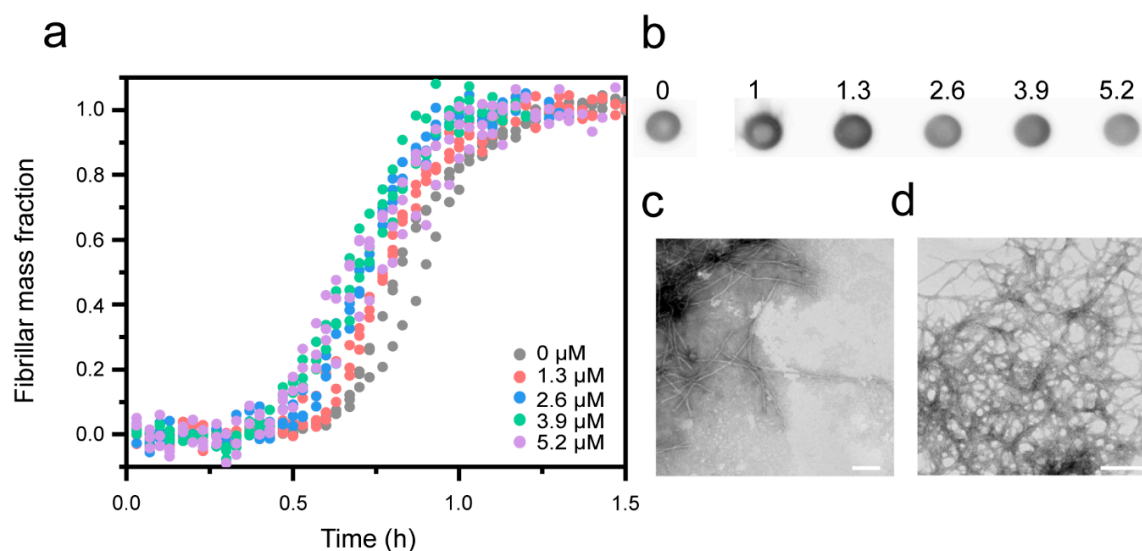 a
Fibrillar mass fraction
1.0
0.8
0.6
0.4
0.2
0.0
0.0 0.5 1.0 1.5
Time (h)
0 μM
1.3 μM
2.6 μM
3.9 μM
5.2 μM
b
0 1 1.3 2.6 3.9 5.2
c d